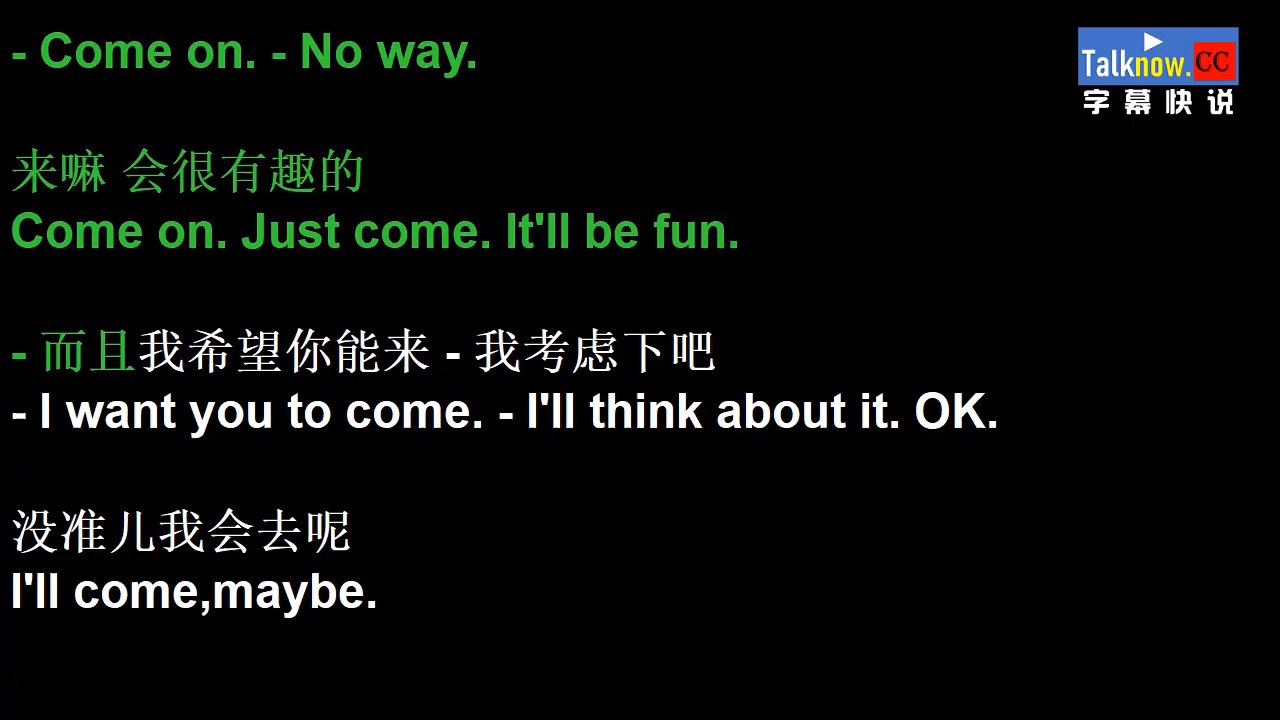 - Come on. - No way.
Talknow.CC
字幕快说
来嘛 会很有趣的
Come on. Just come. It'll be fun.
- 而且我希望你能来 - 我考虑下吧
- I want you to come. - I'll think about it. OK.
没准儿我会去呢
I'll come,maybe.